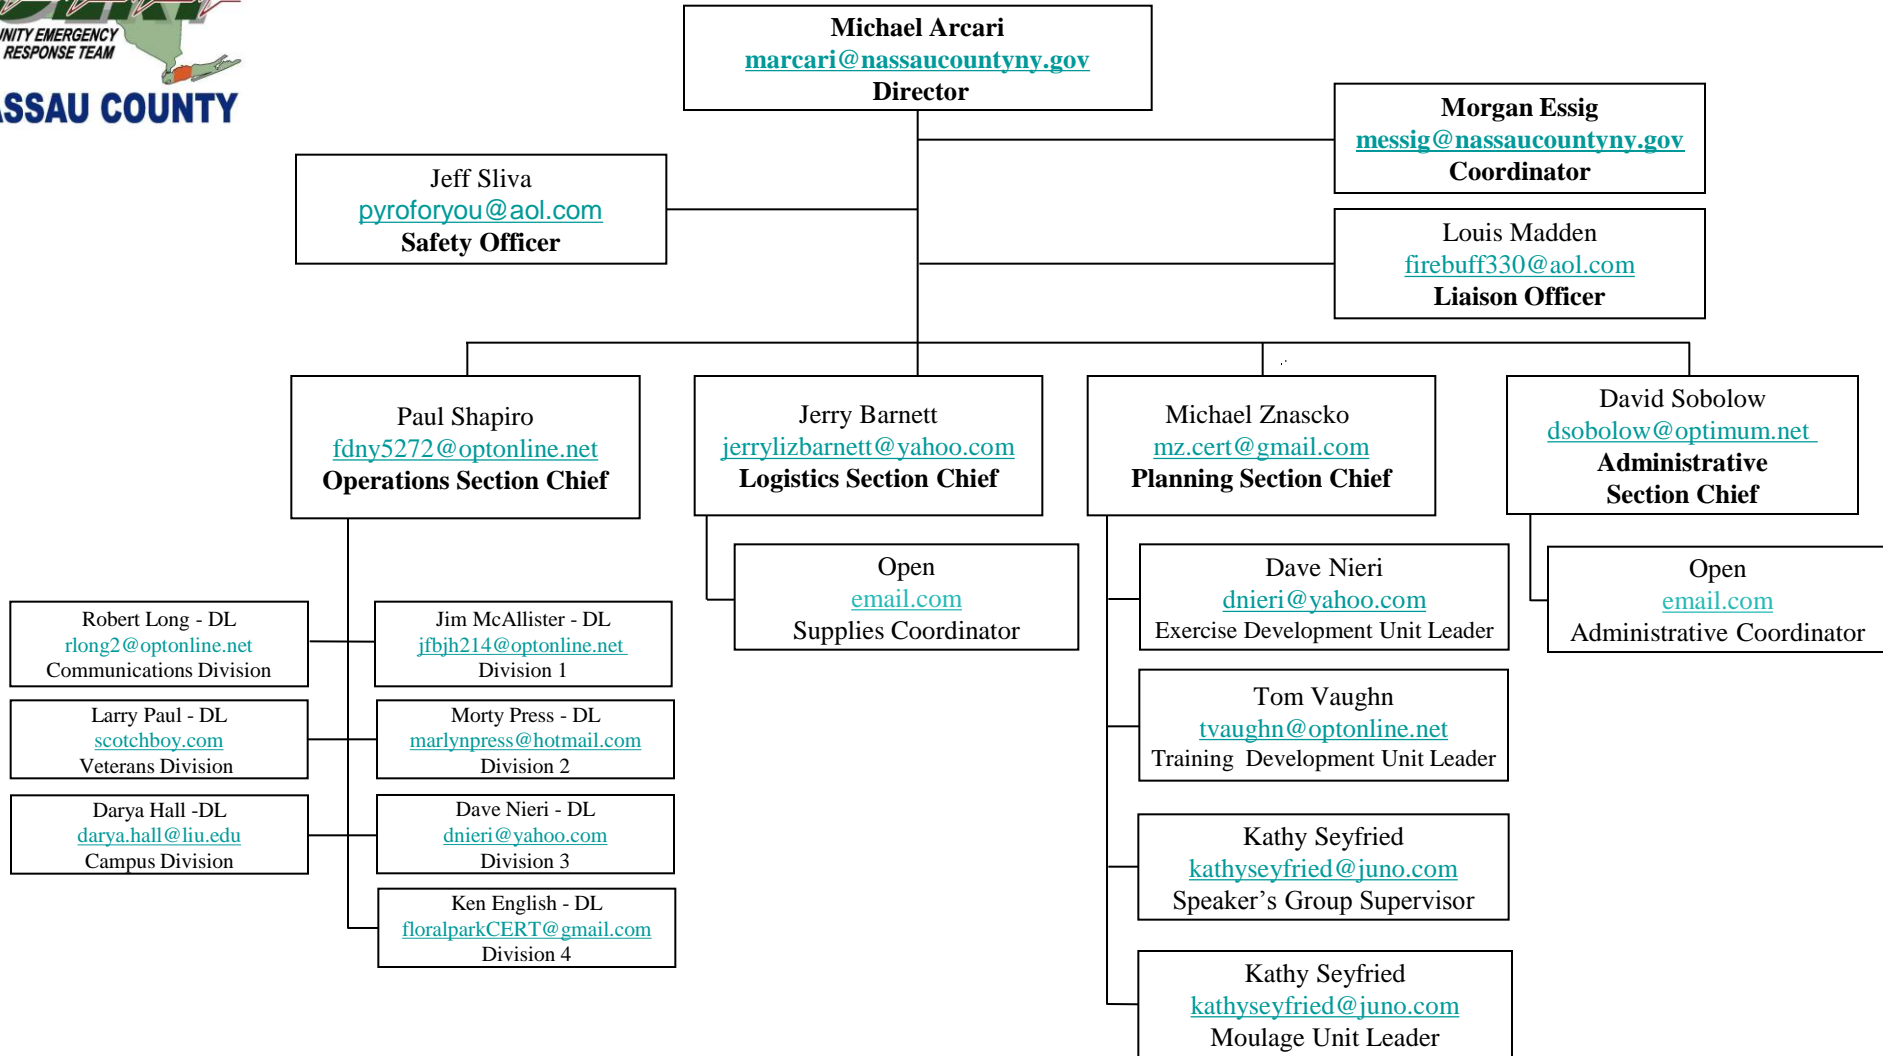 RESPONSE TEAM
COUNTY
Michael Arcari
marcari@nassaucountyny.gov
Director
Morgan Essig
messig@nassaucountyny.gov
Coordinator
Jeff Sliva
pyroforyou@aol.com
Safety Officer
Louis Madden
firebuff330@aol.com
Liaison Officer
Paul Shapiro
fdny5272@optonline.net
Operations Section Chief
Jerry Barnett
jerrylizbarnett@yahoo.com
Logistics Section Chief
Michael Znascko
mz.cert@gmail.com
Planning Section Chief
David Sobolow
dsobolow@optimum.net
Administrative
Section Chief
Robert Long - DL
rlong2@optonline.net
Communications Division
Jim McAllister - DL
jfbjh214@optonline.net
Division 1
Larry Paul - DL
scotchboy.com
Veterans Division
Morty Press - DL
marlynpress@hotmail.com
Division 2
Darya Hall -DL
darya.hall@liu.edu
Campus Division
Dave Nieri - DL
dnieri@yahoo.com
Division 3
Ken English - DL
floralparkCERT@gmail.com
Division 4
Open
email.com
Supplies Coordinator
Dave Nieri
dnieri@yahoo.com
Exercise Development Unit Leader
Tom Vaughn
tvaughn@optonline.net
Training Development Unit Leader
Kathy Seyfried
kathyseyfried@juno.com
Speaker’s Group Supervisor
Kathy Seyfried
kathyseyfried@juno.com
Moulage Unit Leader
Open
email.com
Administrative Coordinator